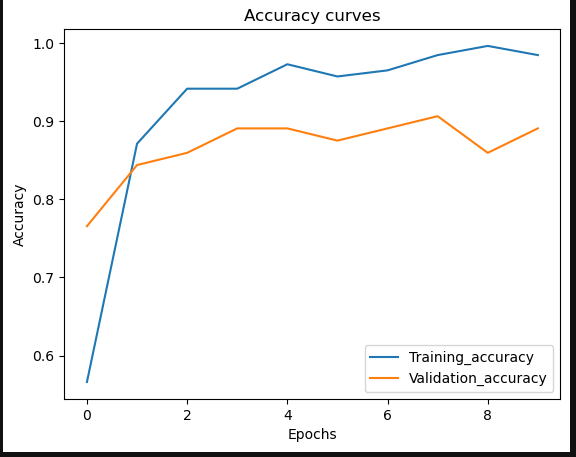 Accuracy curves
1.0
0.9
0.8
0.7
0.6
Accuracy
0 2 4 6 8
Epochs
Training_accuracy
Validation_accuracy